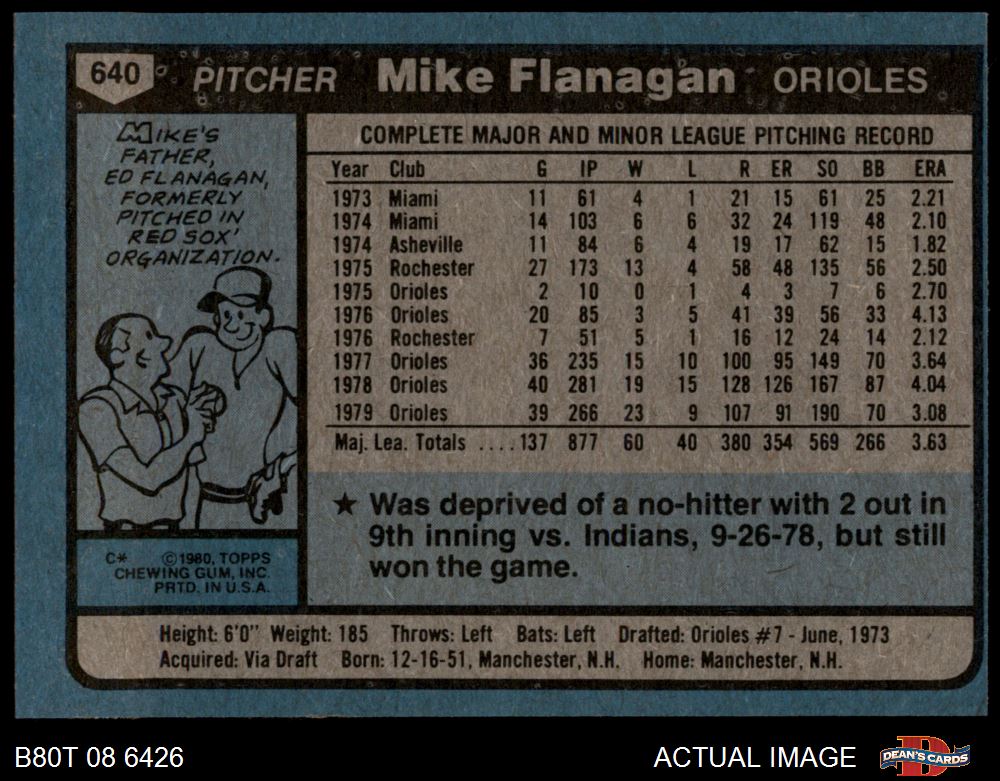 640 PITCHER Mike Flanagan ORIOLES
MIKE'S
FATHER,
ED FLANAGAN,
FORMERLY
PITCHED IN
RED SOX'
ORGANIZATION.
COMPLETE MAJOR AND MINOR LEAGUE PITCHING RECORD
Year Club G IP W L R ER SO BB ERA
1973 Miami 11 61 4 1 21 15 61 25 2.21
1974 Miami 14 103 6 6 32 24 119 48 2.10
1974 Asheville 11 84 6 4 19 17 62 15 1.82
1975 Rochester 27 173 13 4 58 48 135 56 2.50
1975 Orioles 2 10 0 1 4 3 7 6 2.70
1976 Orioles 20 85 3 5 41 39 56 33 4.13
1976 Rochester 7 51 5 1 16 12 24 14 2.12
1977 Orioles 36 235 15 10 100 95 149 70 3.64
1978 Orioles 40 281 19 15 128 126 167 87 4.04
1979 Orioles 39 266 23 9 107 91 190 70 3.08
Maj. Lea. Totals ....137 877 60 40 380 354 569 266 3.63
★ Was deprived of a no-hitter with 2 out in
9th inning vs. Indians, 9-26-78, but still
won the game.
C* ©1980, TOPPS
CHEWING GUM, INC.
PRTD. IN U.S.A.
Height: 6'0" Weight: 185 Throws: Left Bats: Left Drafted: Orioles #7 - June, 1973
Acquired: Via Draft Born: 12-16-51, Manchester, N.H. Home: Manchester, N.H.
B80T 08 6426 ACTUAL IMAGE DEAN'S CARDS